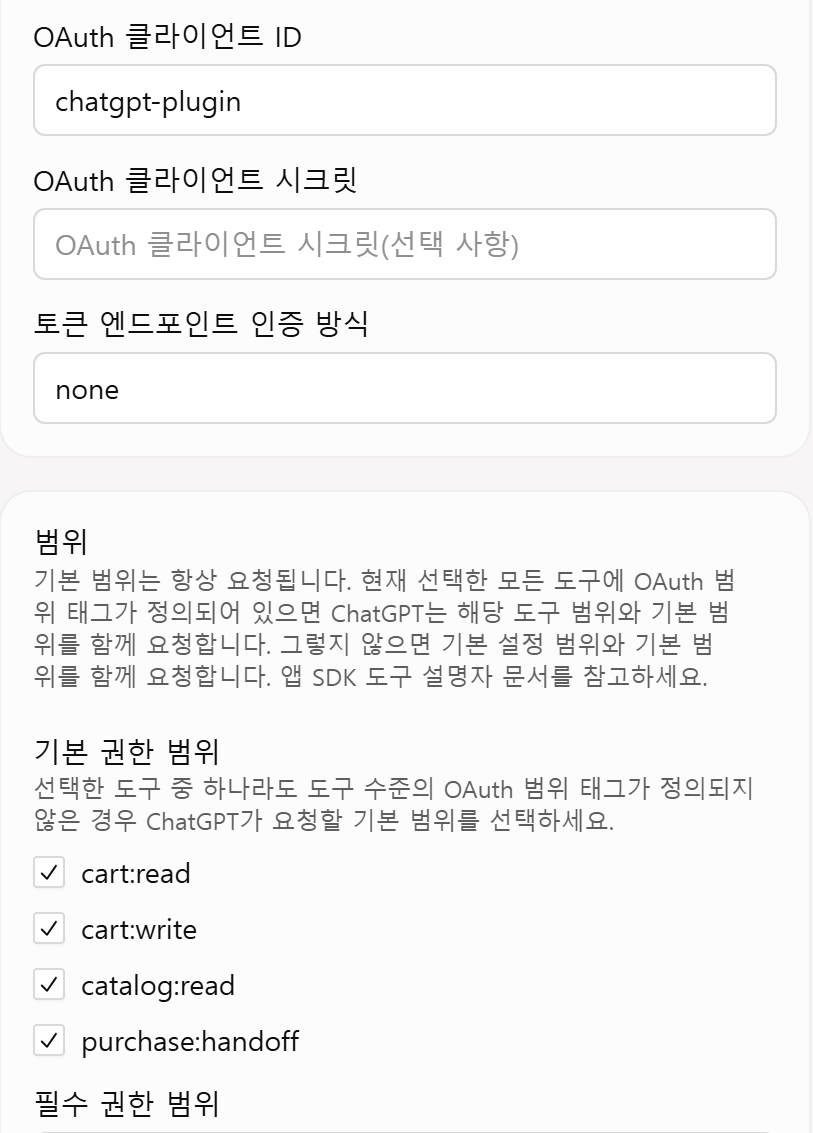 OAuth 클라이언트 ID
chatgpt-plugin
OAuth 클라이언트 시크릿
OAuth 클라이언트 시크릿(선택 사항)
토큰 엔드포인트 인증 방식
none
범위
기본 범위는 항상 요청됩니다. 현재 선택한 모든 도구에 OAuth 범
위 태그가 정의되어 있으면 ChatGPT는 해당 도구 범위와 기본 범
위를 함께 요청합니다. 그렇지 않으면 기본 설정 범위와 기본 범
위를 함께 요청합니다. 앱 SDK 도구 설명자 문서를 참고하세요.
기본 권한 범위
선택한 도구 중 하나라도 도구 수준의 OAuth 범위 태그가 정의되지
않은 경우 ChatGPT가 요청할 기본 범위를 선택하세요.
cart:read
cart:write
catalog:read
purchase:handoff
필수 권한 범위